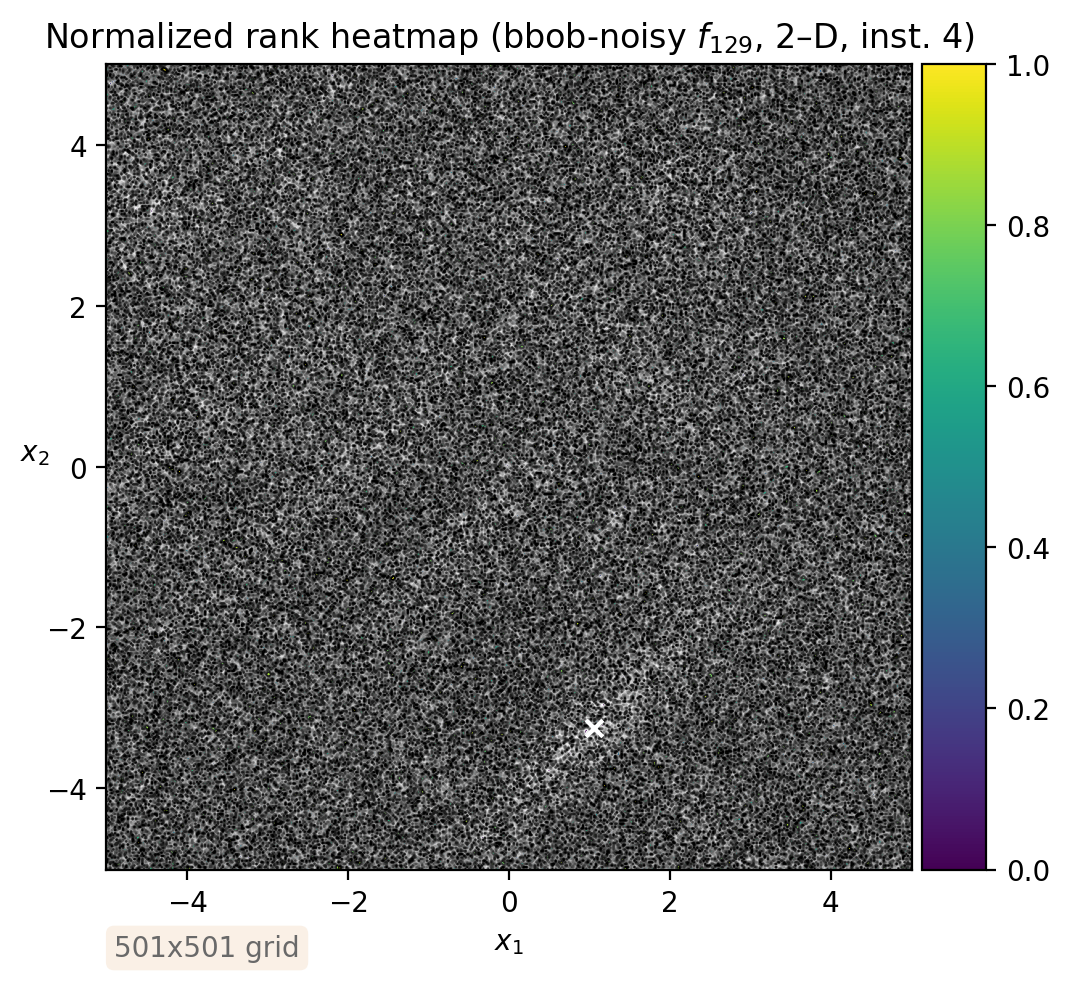 Normalized rank heatmap (bbob-noisy f₁₂₉, 2–D, inst. 4)
1.0
4
0.8
2
0.6
x₂
0
0.4
−2
0.2
−4
0.0
−4 −2 0 2 4
501x501 grid
x₁